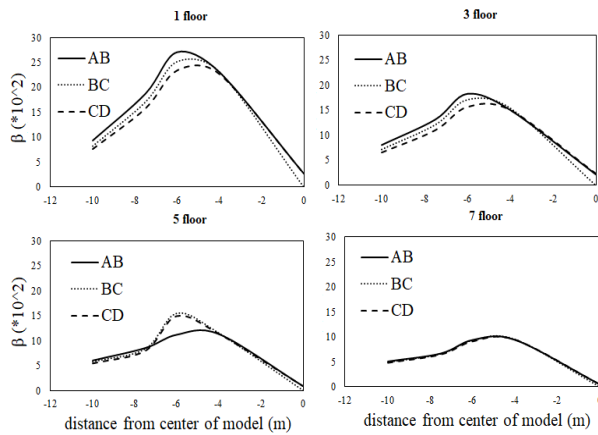 1 floor
β (*10^2)
30
25
20
15
10
5
0
AB
BC
CD
-12 -10 -8 -6 -4 -2 0
3 floor
30
25
20
15
10
5
0
AB
BC
CD
-12 -10 -8 -6 -4 -2 0
5 floor
β (*10^2)
30
25
20
15
10
5
0
AB
BC
CD
-12 -10 -8 -6 -4 -2 0
distance from center of model (m)
7 floor
30
25
20
15
10
5
0
AB
BC
CD
-12 -10 -8 -6 -4 -2 0
distance from center of model (m)